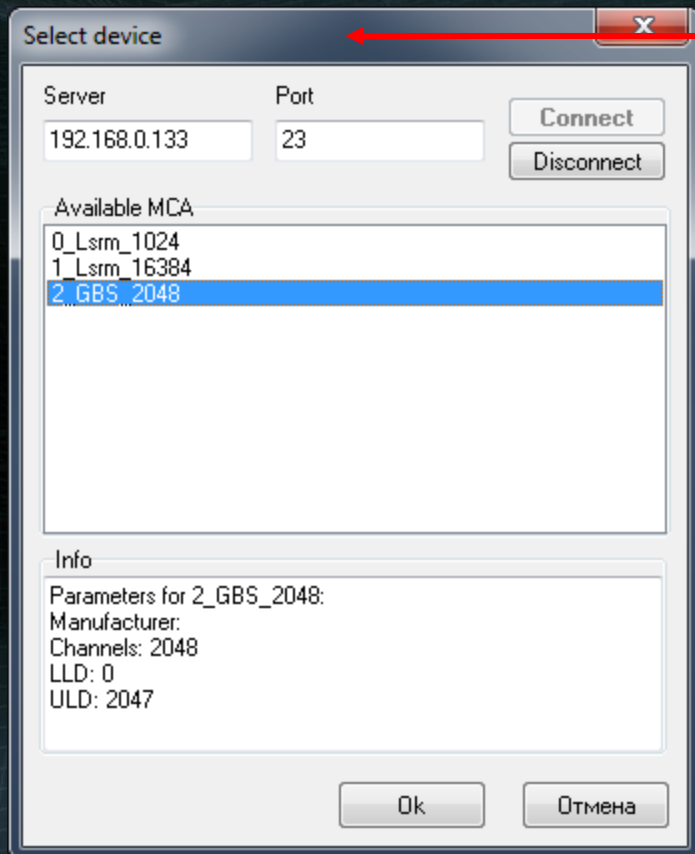 Select device
Server Port
192.168.0.133 23
Connect
Disconnect
Available MCA
0_Lsrm_1024
1_Lsrm_16384
2_GBS_2048
Info
Parameters for 2_GBS_2048:
Manufacturer:
Channels: 2048
LLD: 0
ULD: 2047
Ok Отмена